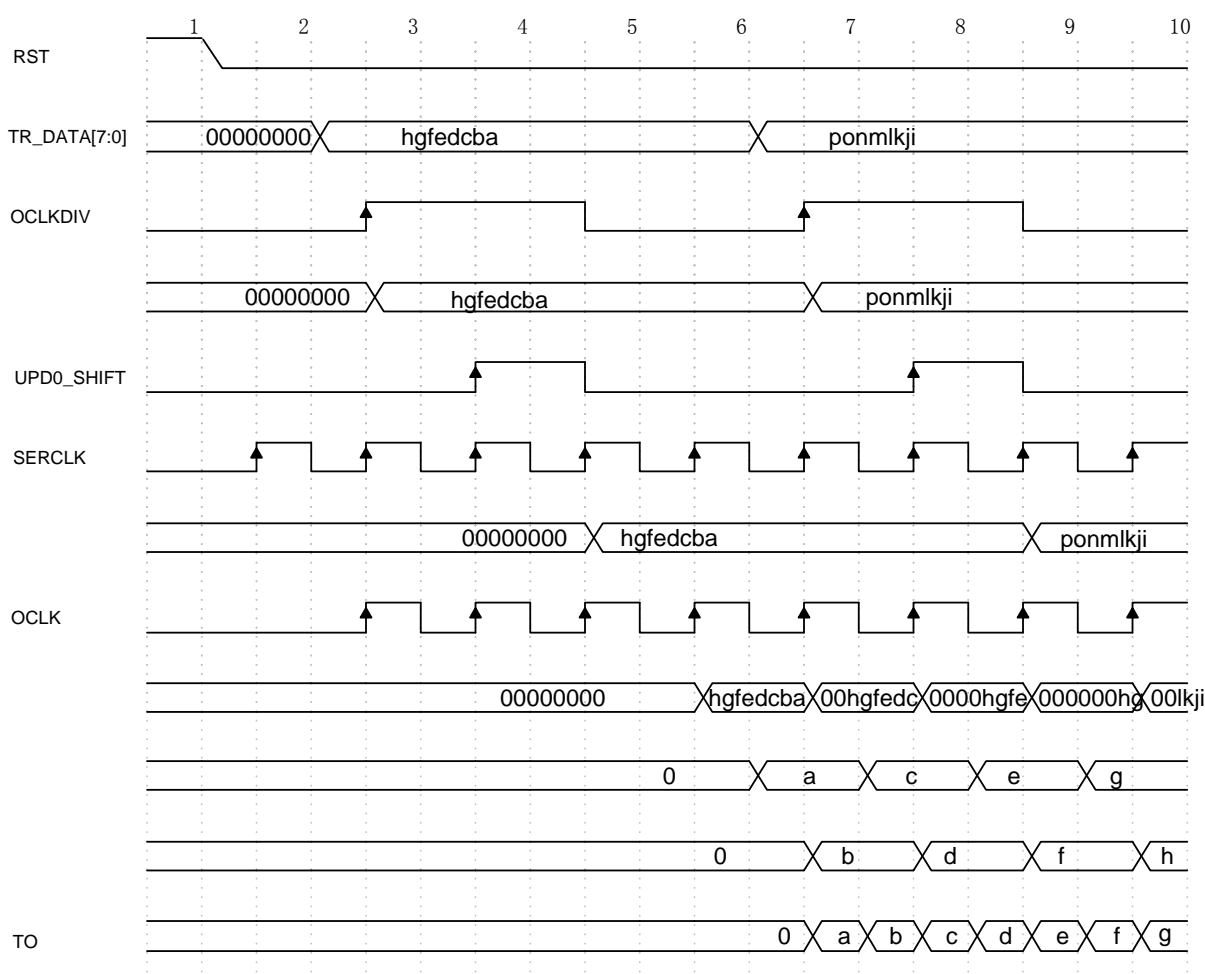 1 2 3 4 5 6 7 8 9 10
RST
TR_DATA[7:0] 00000000 hgfedcba ponmlkji
OCLKDIV
00000000 hgfedcba ponmlkji
UPD0_SHIFT
SERCLK
00000000 hgfedcba ponmlkji
OCLK
00000000 hgfedcba 00hgfedc 0000hgfe 000000hg 00lkji
0 a c e g
0 b d f h
TO 0 a b c d e f g